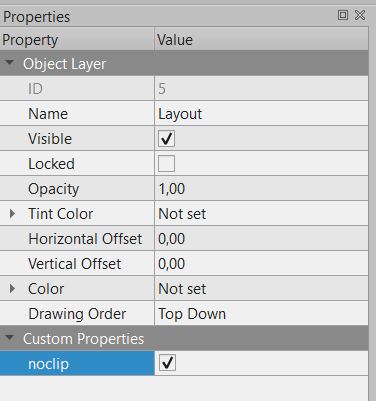 Properties
Property Value
Object Layer
ID 5
Name Layout
Visible
Locked
Opacity 1,00
Tint Color Not set
Horizontal Offset 0,00
Vertical Offset 0,00
Color Not set
Drawing Order Top Down
Custom Properties
noclip